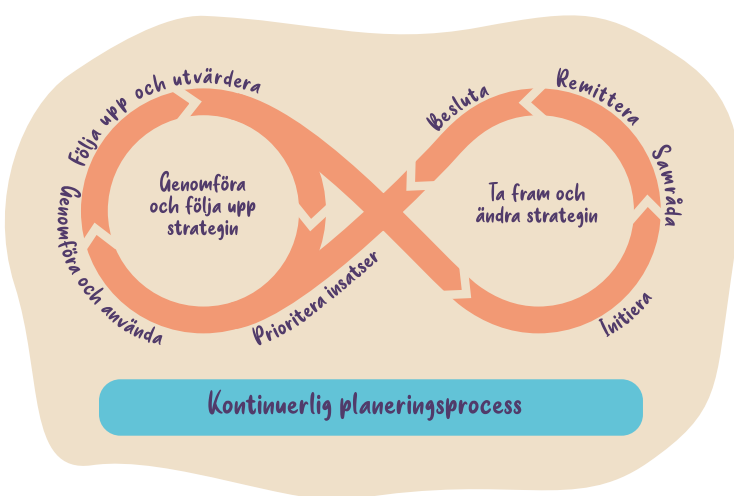 Följa upp och utvärdera
Genomföra och använda
Genomföra
och följa upp
strategin
Prioritera insatser
Besluta
Remittera
Samråda
Ta fram och
ändra strategin
Initiera
Kontinuerlig planeringsprocess